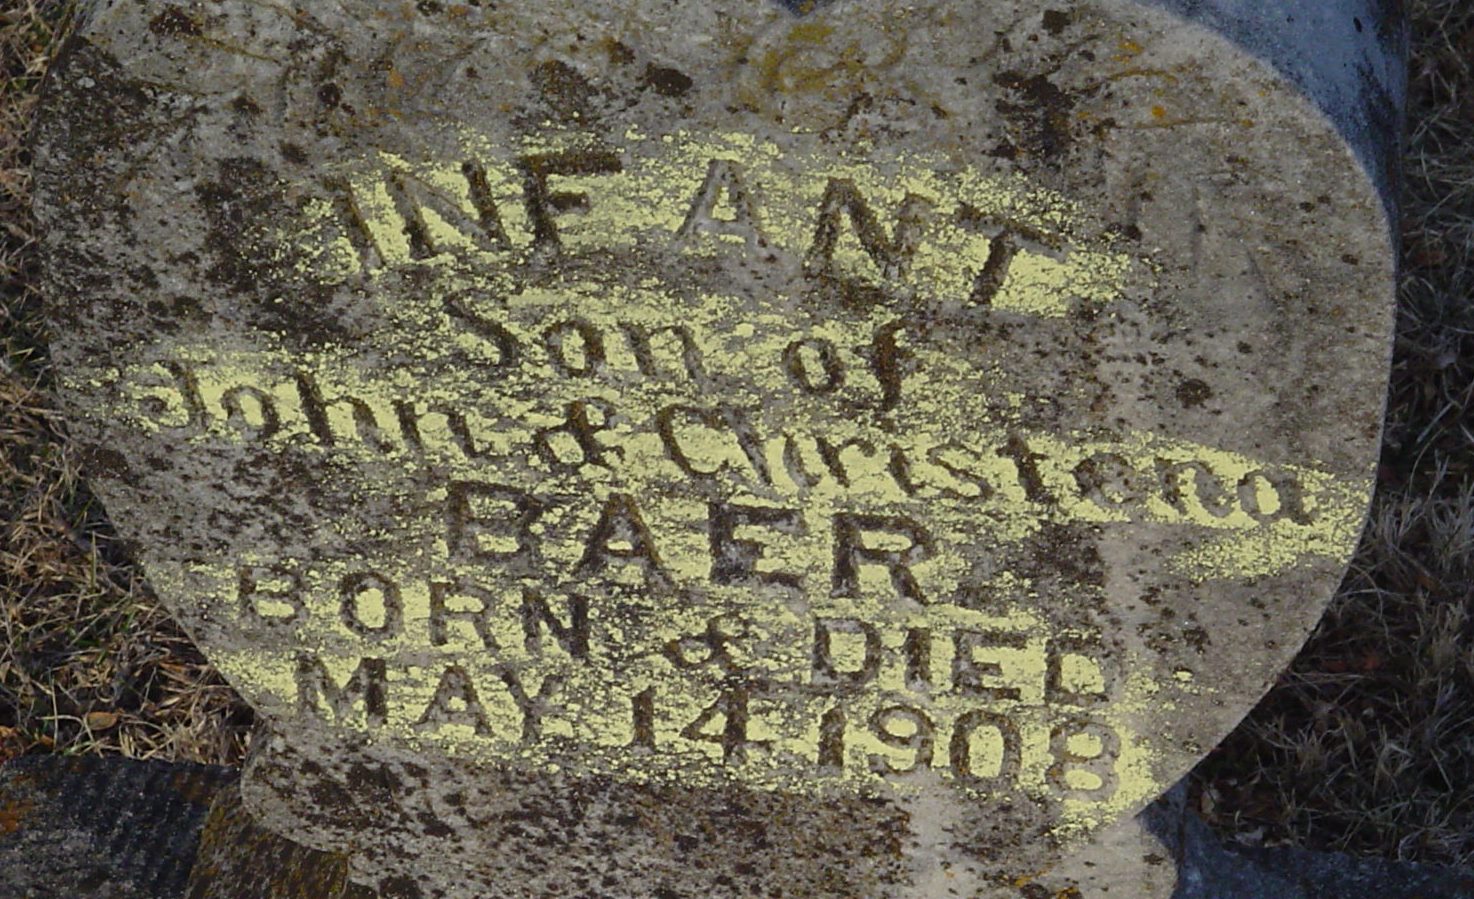 INFANT
Son of
John & Christena
BAER
BORN & DIED
MAY 14 1908